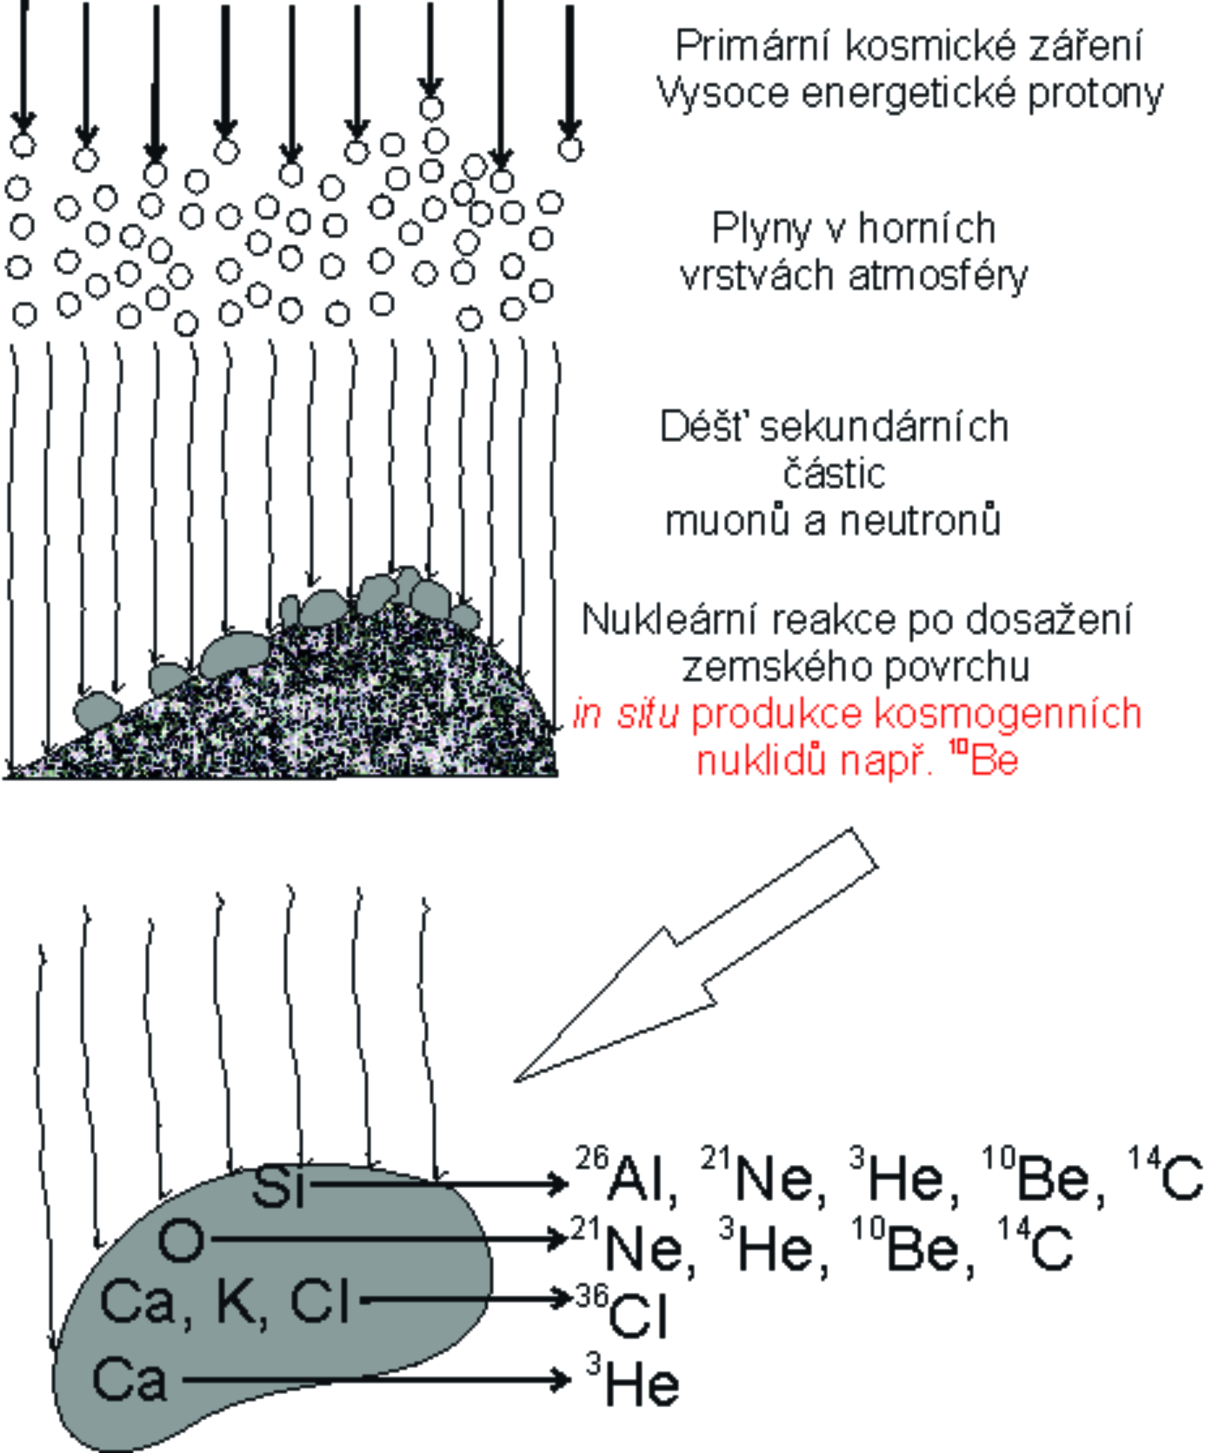 Primární kosmické záření
Vysoce energetické protony
Plyny v horních
vrstvách atmosféry
Déšť sekundárních
částic
muonů a neutronů
Nukleární reakce po dosažení
zemského povrchu
in situ produkce kosmogenních
nuklidů např. ¹⁰Be
Si ²⁶Al, ²¹Ne, ³He, ¹⁰Be, ¹⁴C
O ²¹Ne, ³He, ¹⁰Be, ¹⁴C
Ca, K, Cl ³⁶Cl
Ca ³He